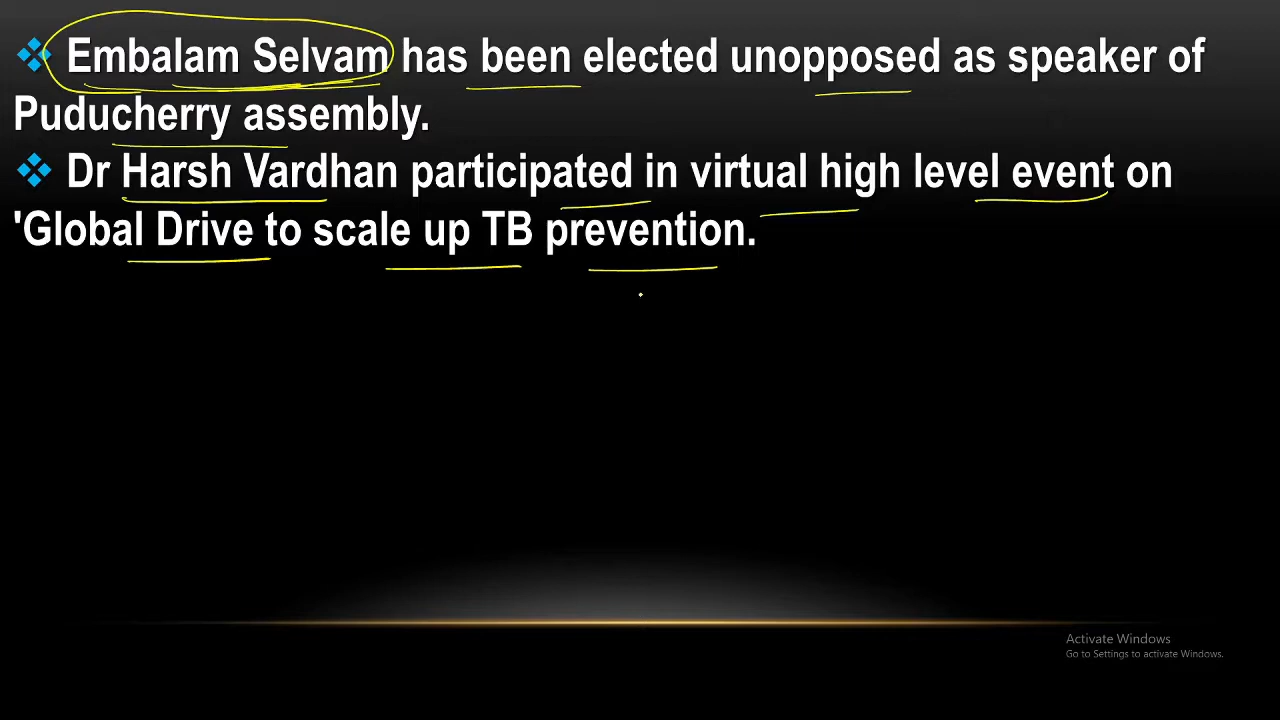 ❖ Embalam Selvam has been elected unopposed as speaker of
Puducherry assembly.
❖ Dr Harsh Vardhan participated in virtual high level event on
'Global Drive to scale up TB prevention.
Activate Windows
Go to Settings to activate Windows.